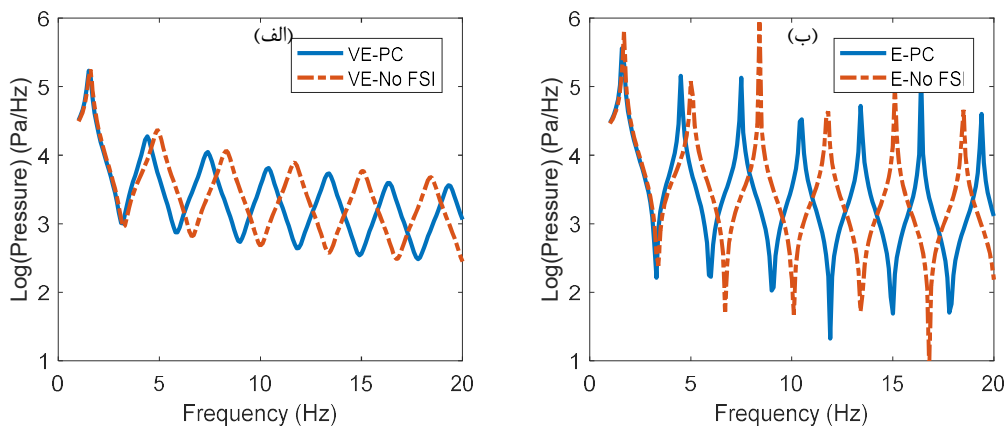 (الف)
VE-PC
VE-No FSI
Log(Pressure) (Pa/Hz)
6
5
4
3
2
1
0
5
10
15
20
Frequency (Hz)
(ب)
E-PC
E-No FSI
Log(Pressure) (Pa/Hz)
6
5
4
3
2
1
0
5
10
15
20
Frequency (Hz)